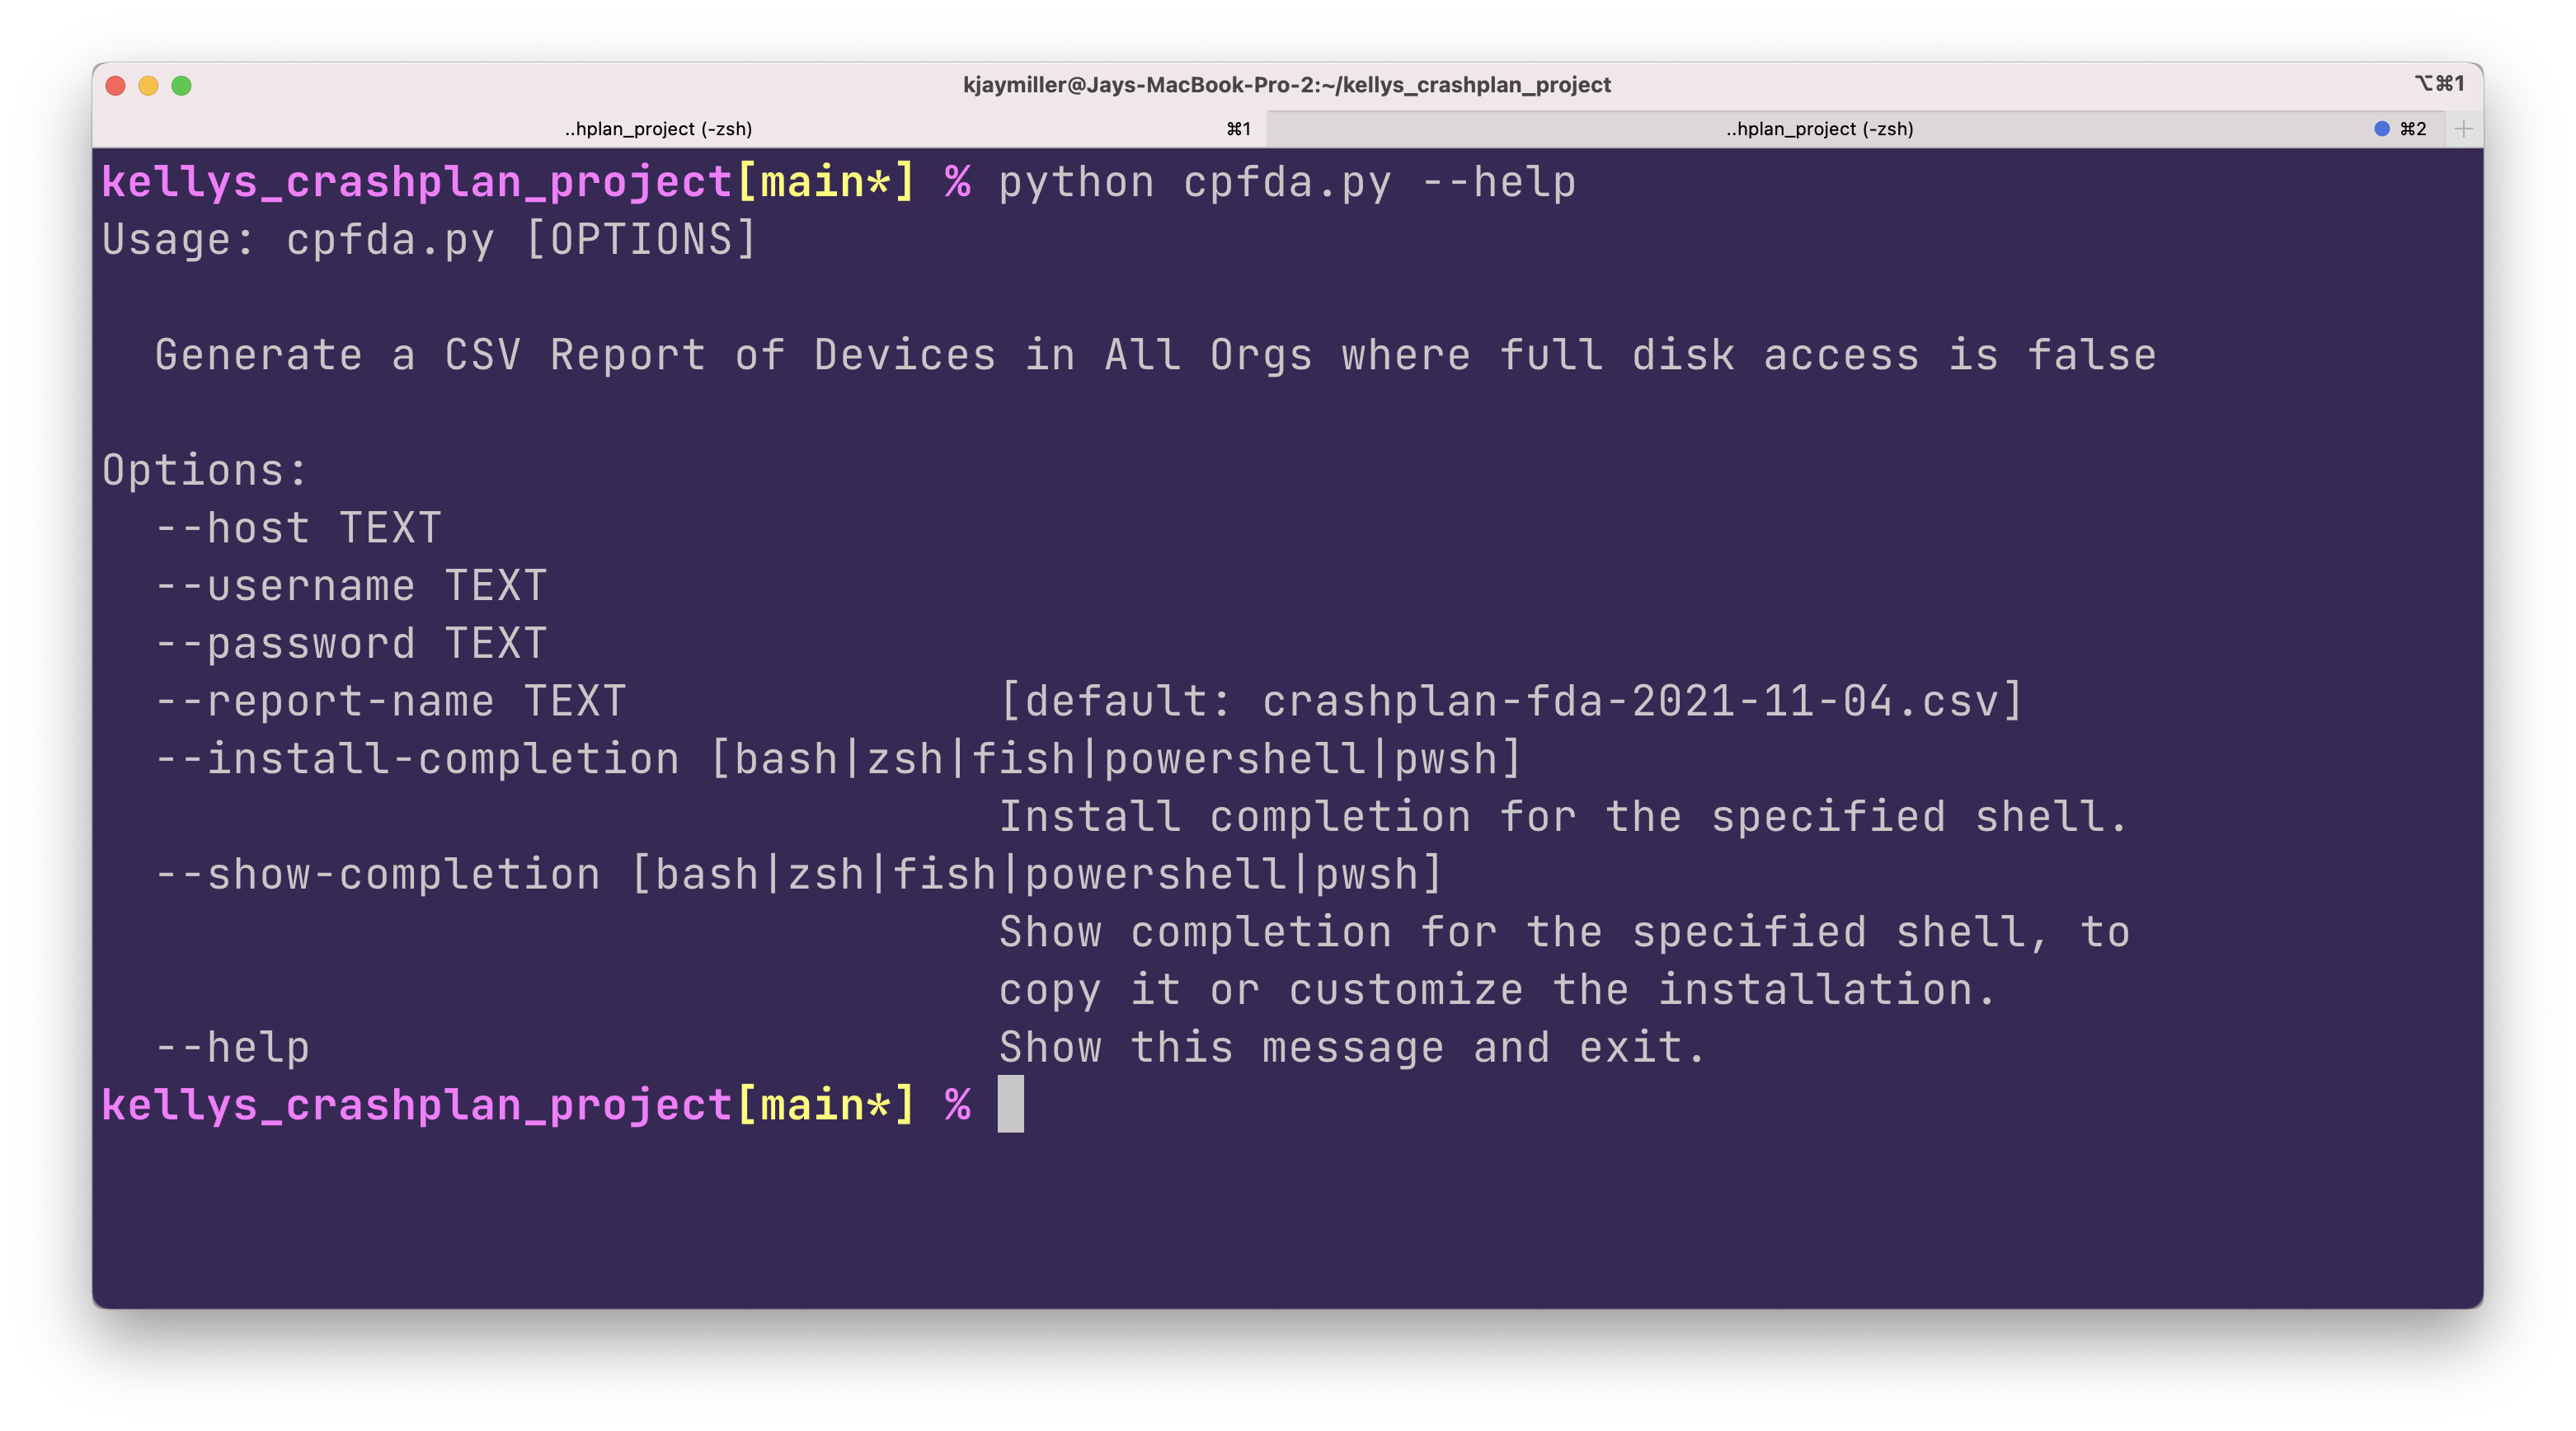 kjaymiller@Jays-MacBook-Pro-2:~/kellys_crashplan_project ⌥⌘1
..hplan_project (-zsh) ⌘1 ..hplan_project (-zsh) ⌘2 +
kellys_crashplan_project[main*] % python cpfda.py --help
Usage: cpfda.py [OPTIONS]
Generate a CSV Report of Devices in All Orgs where full disk access is false
Options:
--host TEXT
--username TEXT
--password TEXT
--report-name TEXT [default: crashplan-fda-2021-11-04.csv]
--install-completion [bash|zsh|fish|powershell|pwsh]
Install completion for the specified shell.
--show-completion [bash|zsh|fish|powershell|pwsh]
Show completion for the specified shell, to
copy it or customize the installation.
--help Show this message and exit.
kellys_crashplan_project[main*] %